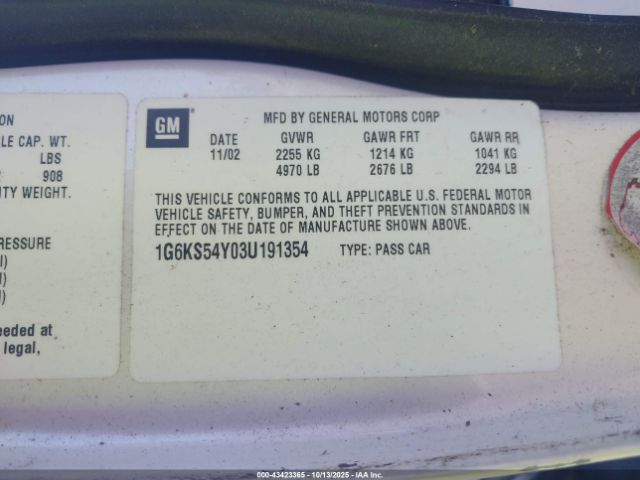 ION
LE CAP. WT.
LBS
908
ITY WEIGHT.
RESSURE
eeded at
legal,
GM
MFD BY GENERAL MOTORS CORP
DATE GVWR GAWR FRT GAWR RR
11/02 2255 KG 1214 KG 1041 KG
4970 LB 2676 LB 2294 LB
THIS VEHICLE CONFORMS TO ALL APPLICABLE U.S. FEDERAL MOTOR
VEHICLE SAFETY, BUMPER, AND THEFT PREVENTION STANDARDS IN
EFFECT ON THE DATE OF MANUFACTURE SHOWN ABOVE.
1G6KS54Y03U191354 TYPE: PASS CAR
000-43423365 - 10/13/2025 - IAA Inc.